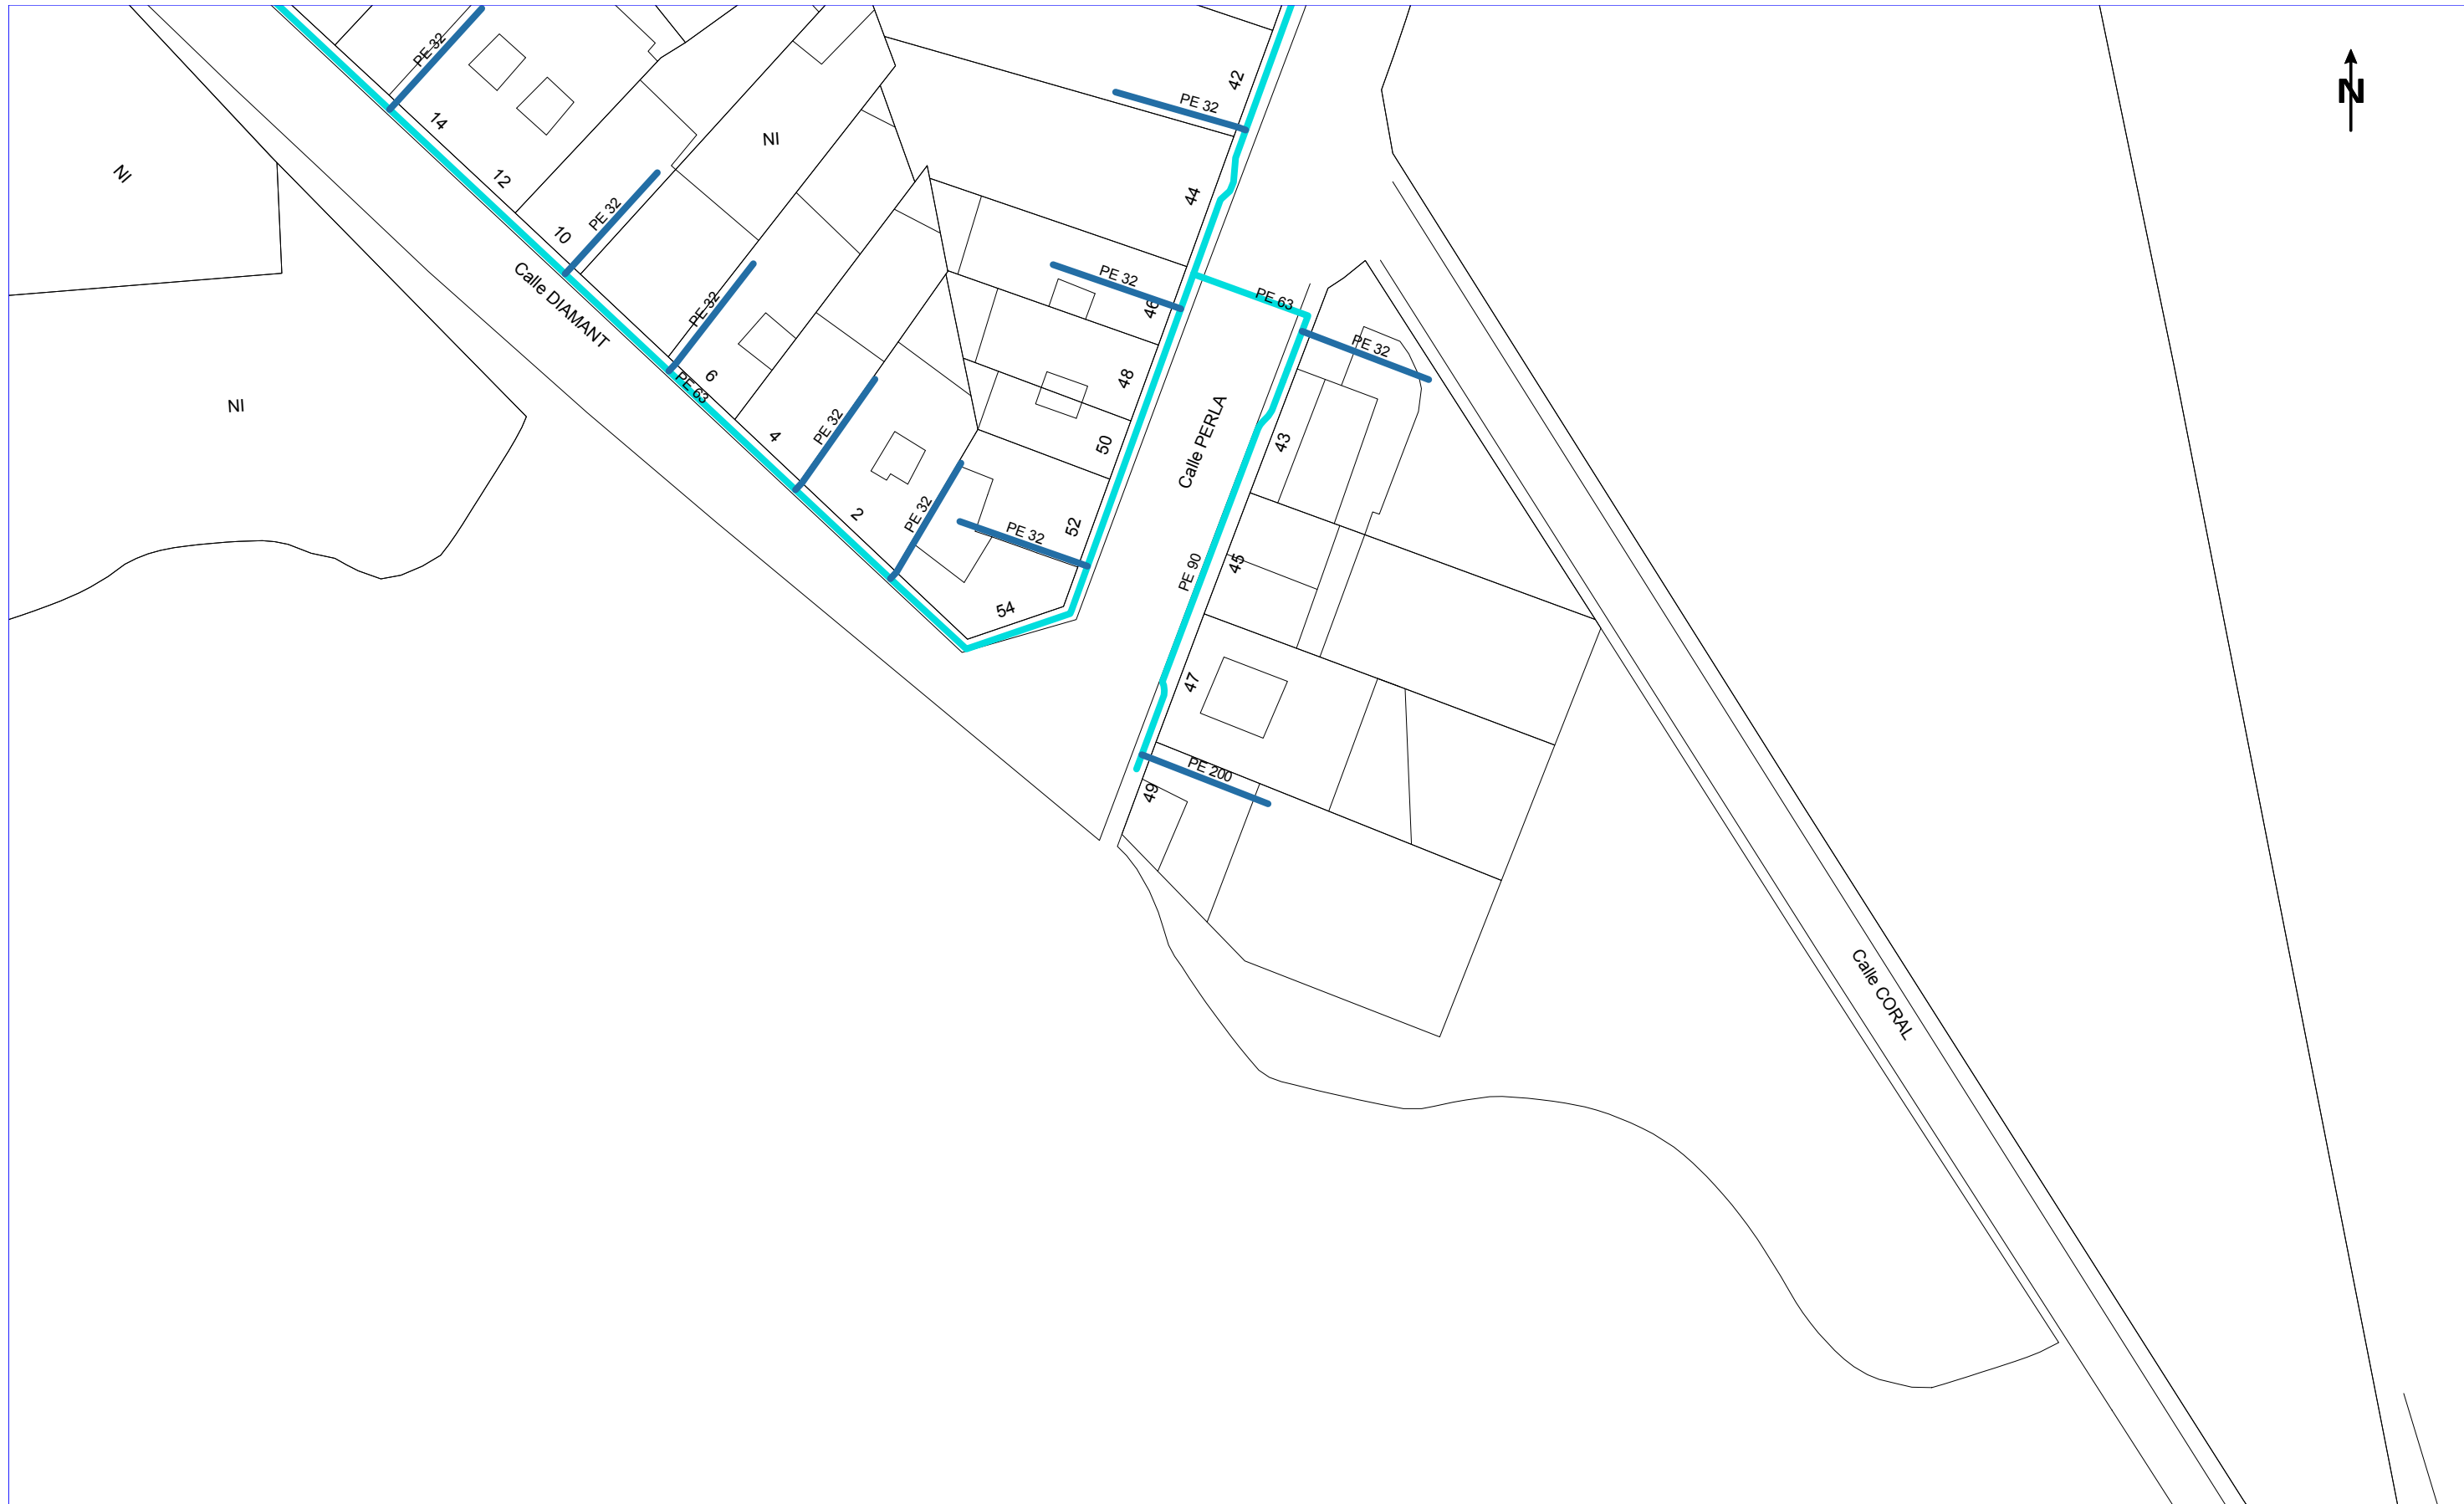 PE 32
14
12
10
PE 32
NI
NI
NI
Calle DIAMANT
PE 32
PE 63
6
4
PE 32
2
PE 32
54
PE 32
52
50
48
46
PE 32
44
PE 32
42
PE 63
PE 32
Calle PERLA
43
PE 90
45
47
PE 200
49
Calle CORAL
N